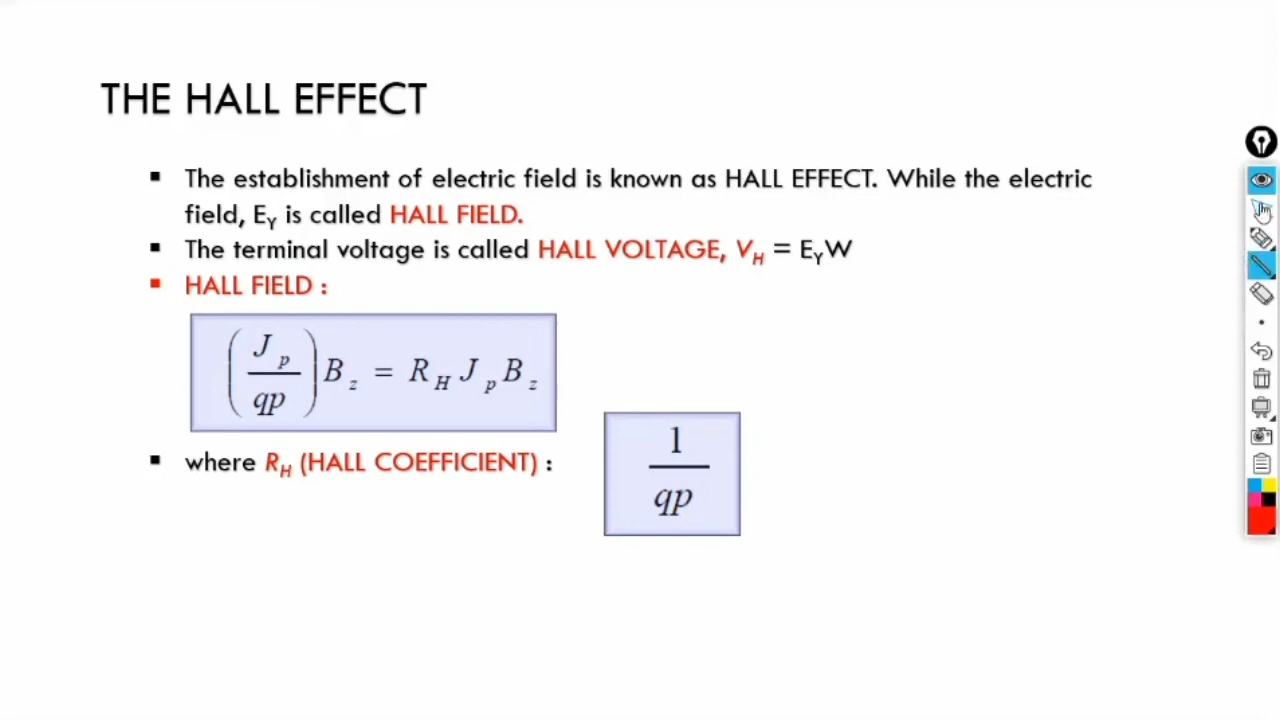 THE HALL EFFECT
▪ The establishment of electric field is known as HALL EFFECT. While the electric
field, E_Y is called HALL FIELD.
▪ The terminal voltage is called HALL VOLTAGE, V_H = E_YW
▪ HALL FIELD :
(J_p / qp) B_z = R_H J_p B_z
▪ where R_H (HALL COEFFICIENT) :
1 / qp